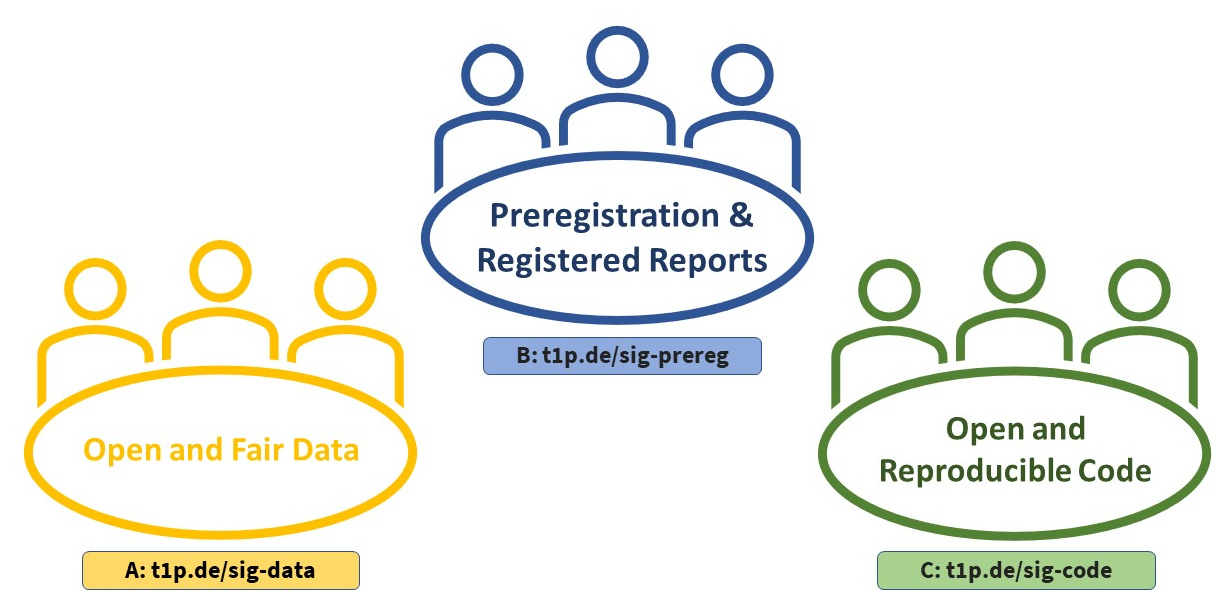 Preregistration &
Registered Reports
B: t1p.de/sig-prereg
Open and Fair Data
A: t1p.de/sig-data
Open and
Reproducible Code
C: t1p.de/sig-code